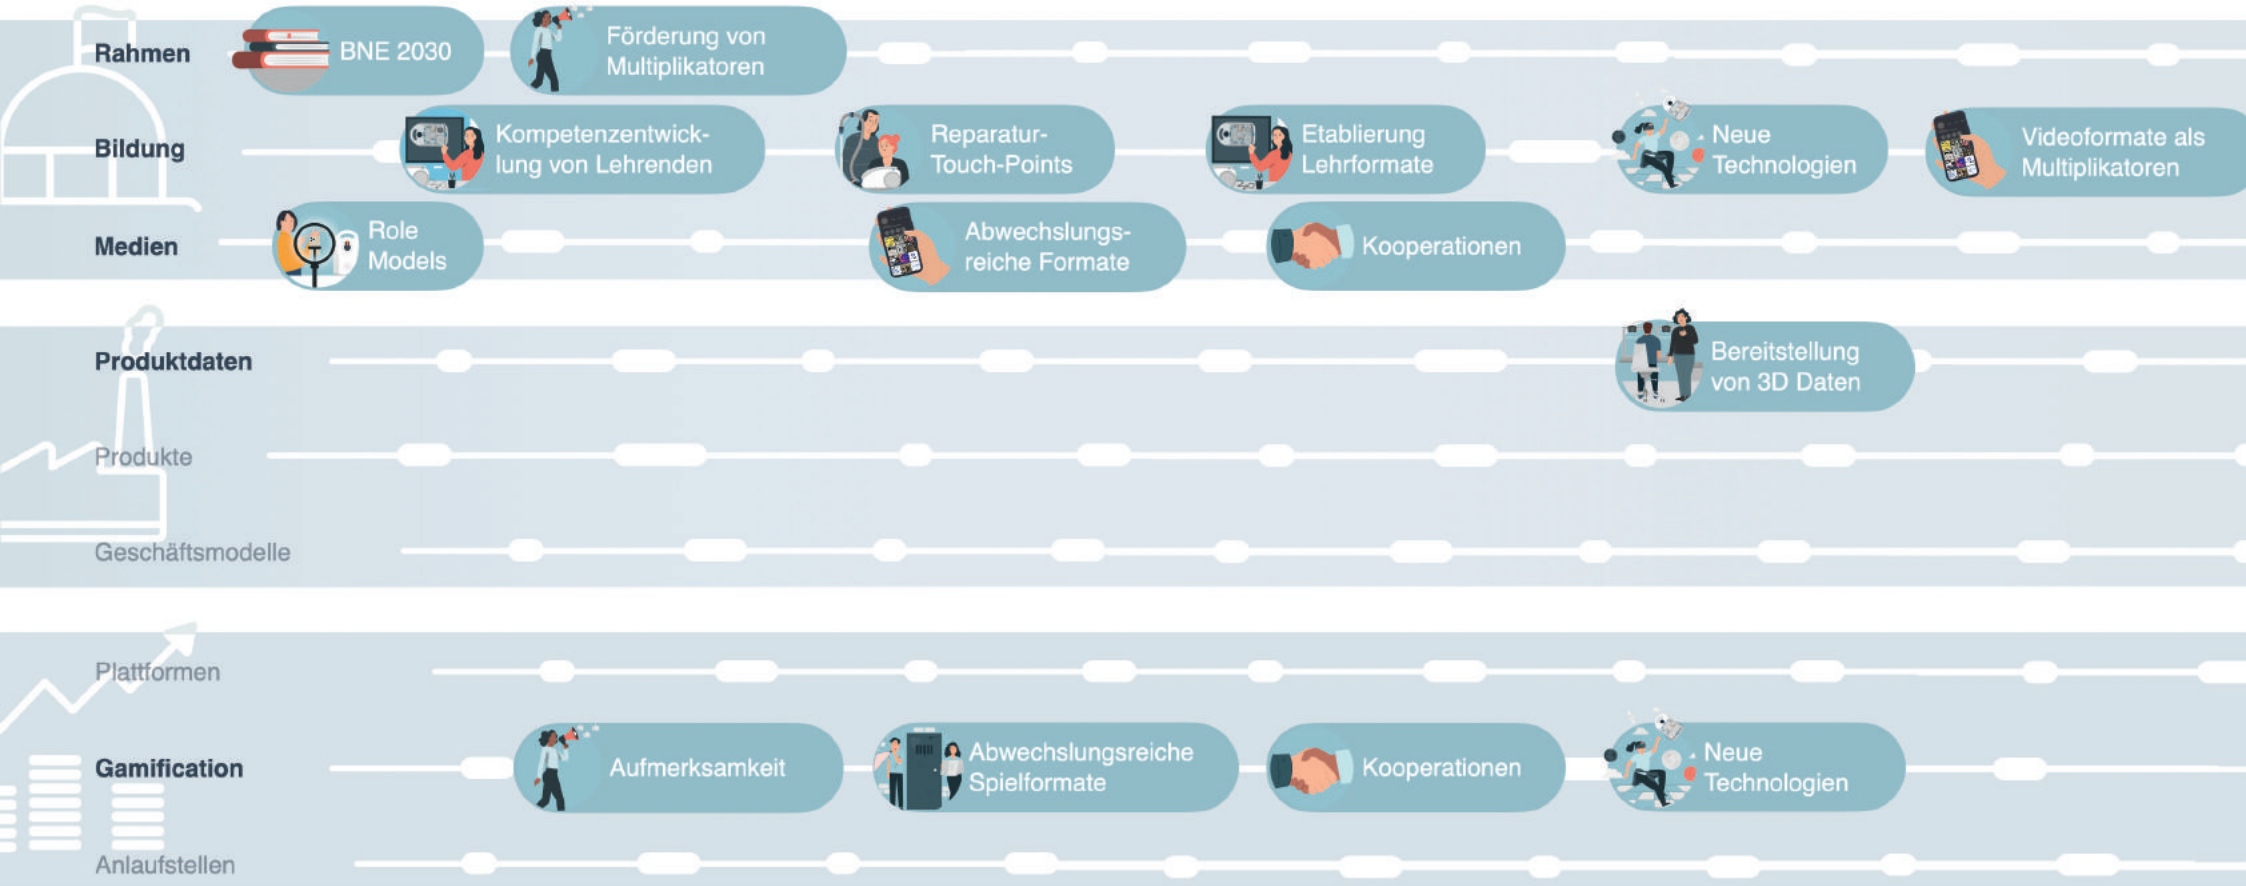 Rahmen
BNE 2030
Förderung von
Multiplikatoren
Bildung
Kompetenzentwick-
lung von Lehrenden
Reparatur-
Touch-Points
Etablierung
Lehrformate
Neue
Technologien
Videoformate als
Multiplikatoren
Medien
Role
Models
Abwechslungs-
reiche Formate
Kooperationen
Produktdaten
Bereitstellung
von 3D Daten
Produkte
Geschäftsmodelle
Plattformen
Gamification
Aufmerksamkeit
Abwechslungsreiche
Spielformate
Kooperationen
Neue
Technologien
Anlaufstellen